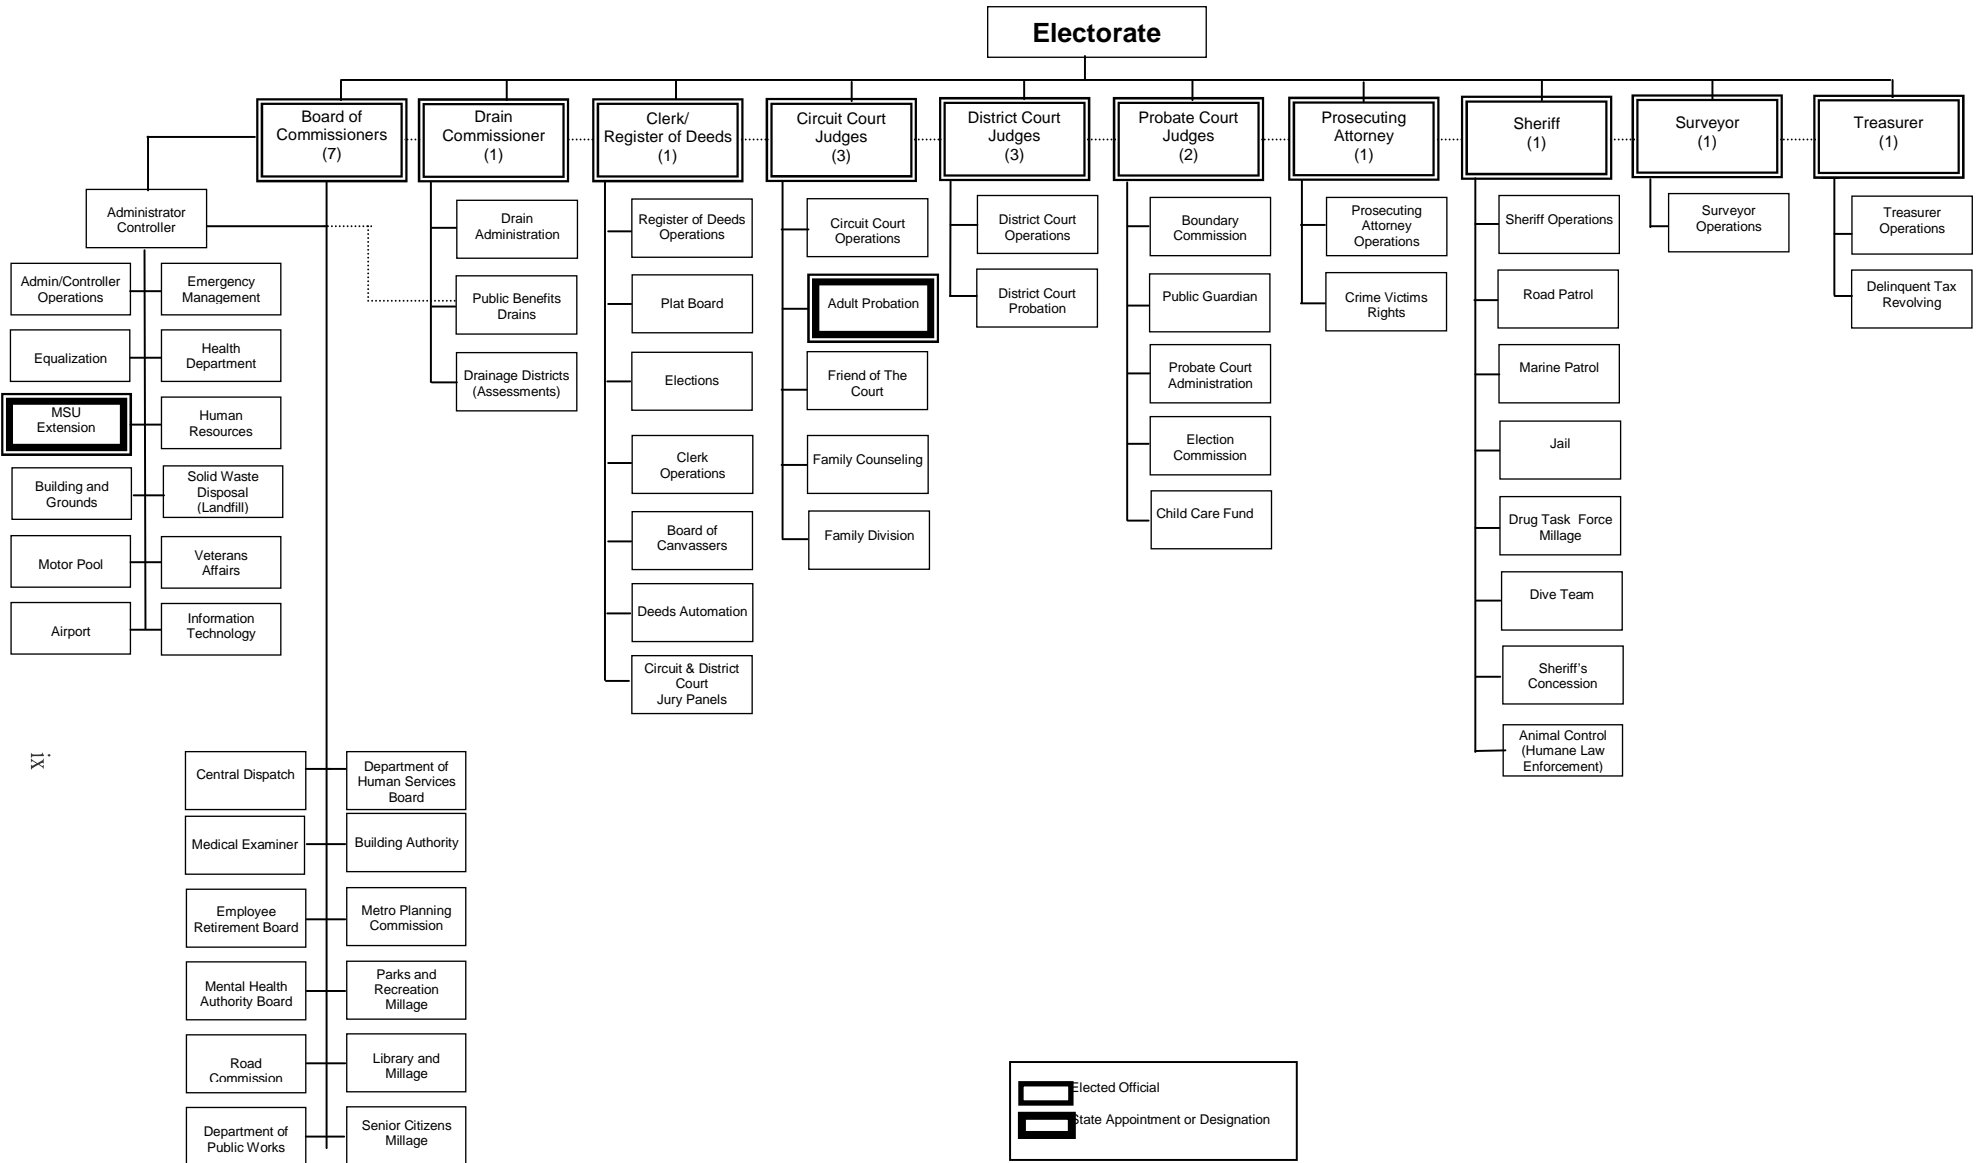 Electorate
Board of
Commissioners
(7)
Drain
Commissioner
(1)
Clerk/
Register of Deeds
(1)
Circuit Court
Judges
(3)
District Court
Judges
(3)
Probate Court
Judges
(2)
Prosecuting
Attorney
(1)
Sheriff
(1)
Surveyor
(1)
Treasurer
(1)
Administrator
Controller
Admin/Controller
Operations
Emergency
Management
Equalization
Health
Department
MSU
Extension
Human
Resources
Building and
Grounds
Solid Waste
Disposal
(Landfill)
Motor Pool
Veterans
Affairs
Airport
Information
Technology
Drain
Administration
Public Benefits
Drains
Drainage Districts
(Assessments)
Register of Deeds
Operations
Plat Board
Elections
Clerk
Operations
Board of
Canvassers
Deeds Automation
Circuit & District
Court
Jury Panels
Circuit Court
Operations
Adult Probation
Friend of The
Court
Family Counseling
Family Division
District Court
Operations
District Court
Probation
Boundary
Commission
Public Guardian
Probate Court
Administration
Election
Commission
Child Care Fund
Prosecuting
Attorney
Operations
Crime Victims
Rights
Sheriff Operations
Road Patrol
Marine Patrol
Jail
Drug Task Force
Millage
Dive Team
Sheriff's
Concession
Animal Control
(Humane Law
Enforcement)
Surveyor
Operations
Treasurer
Operations
Delinquent Tax
Revolving
ix
Central Dispatch
Department of
Human Services
Board
Medical Examiner
Building Authority
Employee
Retirement Board
Metro Planning
Commission
Mental Health
Authority Board
Parks and
Recreation
Millage
Road
Commission
Library and
Millage
Department of
Public Works
Senior Citizens
Millage
Elected Official
State Appointment or Designation